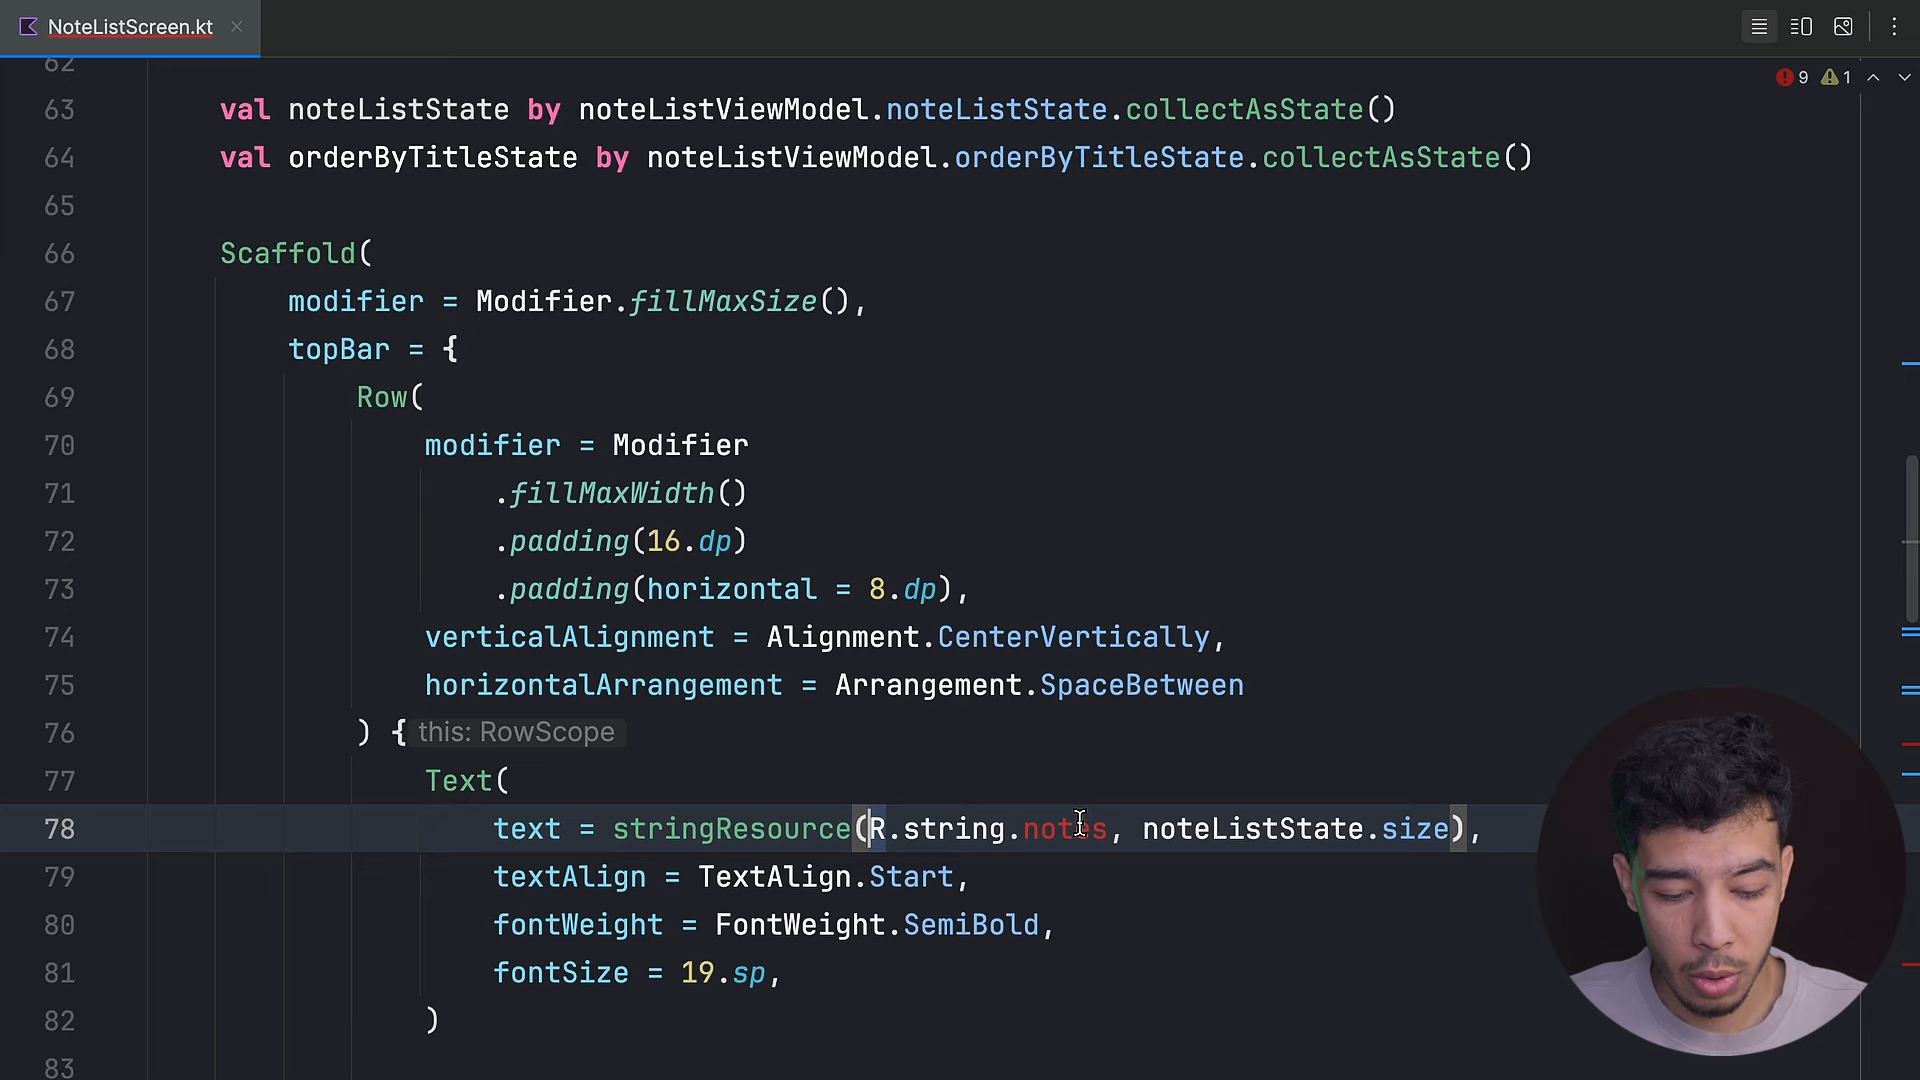 NoteListScreen.kt
9 1
62
63 val noteListState by noteListViewModel.noteListState.collectAsState()
64 val orderByTitleState by noteListViewModel.orderByTitleState.collectAsState()
65
66 Scaffold(
67 modifier = Modifier.fillMaxSize(),
68 topBar = {
69 Row(
70 modifier = Modifier
71 .fillMaxWidth()
72 .padding(16.dp)
73 .padding(horizontal = 8.dp),
74 verticalAlignment = Alignment.CenterVertically,
75 horizontalArrangement = Arrangement.SpaceBetween
76 ) { this: RowScope
77 Text(
78 text = stringResource(R.string.notes, noteListState.size),
79 textAlign = TextAlign.Start,
80 fontWeight = FontWeight.SemiBold,
81 fontSize = 19.sp,
82 )
83